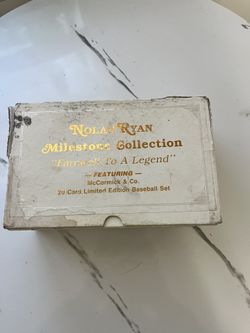 Nolan Ryan
Milestone Collection
"Farewell To A Legend"
— FEATURING —
McCormick & Co.
20 Card Limited Edition Baseball Set